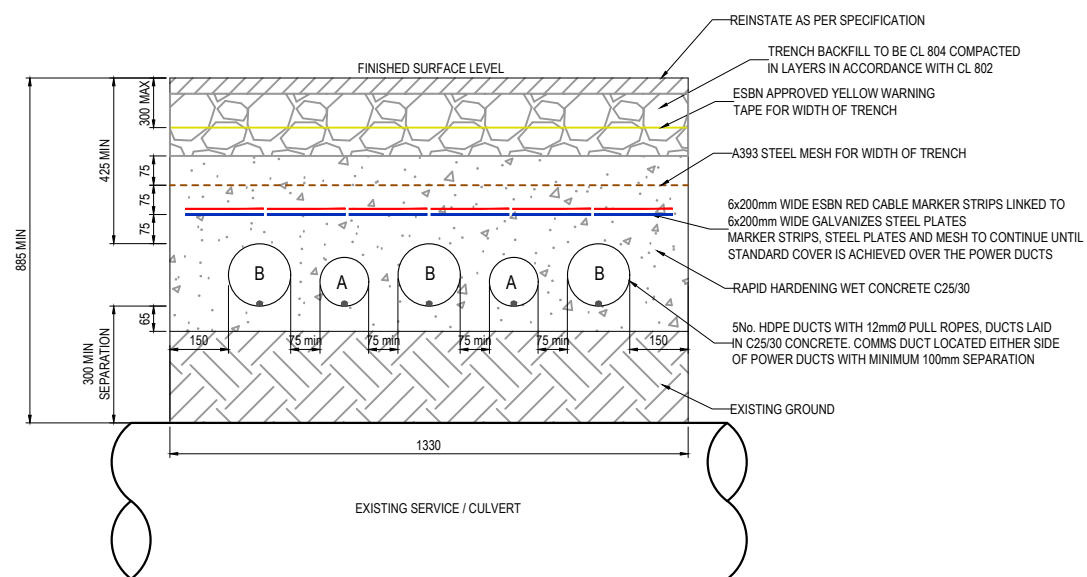 REINSTATE AS PER SPECIFICATION
TRENCH BACKFILL TO BE CL 804 COMPACTED
IN LAYERS IN ACCORDANCE WITH CL 802
FINISHED SURFACE LEVEL
ESBN APPROVED YELLOW WARNING
TAPE FOR WIDTH OF TRENCH
300 MAX
425 MIN
885 MIN
75
75
75
A393 STEEL MESH FOR WIDTH OF TRENCH
6x200mm WIDE ESBN RED CABLE MARKER STRIPS LINKED TO
6x200mm WIDE GALVANIZES STEEL PLATES
MARKER STRIPS, STEEL PLATES AND MESH TO CONTINUE UNTIL
STANDARD COVER IS ACHIEVED OVER THE POWER DUCTS
B
A
B
A
B
RAPID HARDENING WET CONCRETE C25/30
65
300 MIN
SEPARATION
150
75 min
75 min
75 min
75 min
150
5No. HDPE DUCTS WITH 12mmØ PULL ROPES, DUCTS LAID
IN C25/30 CONCRETE. COMMS DUCT LOCATED EITHER SIDE
OF POWER DUCTS WITH MINIMUM 100mm SEPARATION
EXISTING GROUND
1330
EXISTING SERVICE / CULVERT